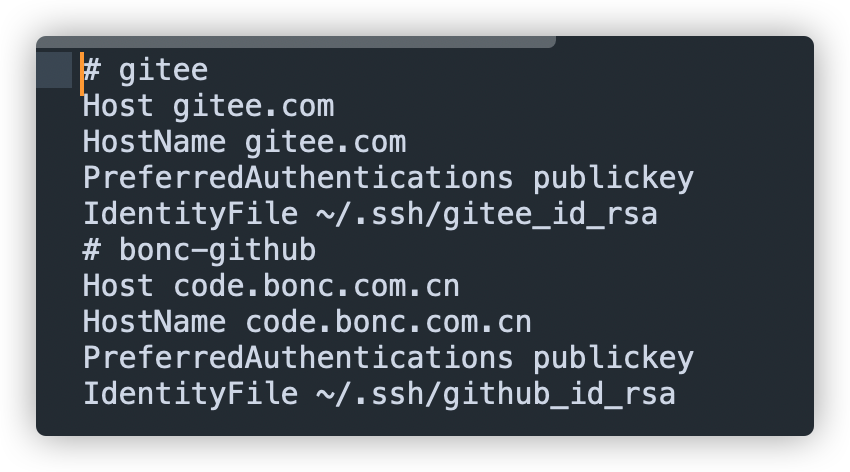 # gitee
Host gitee.com
HostName gitee.com
PreferredAuthentications publickey
IdentityFile ~/.ssh/gitee_id_rsa
# bonc-github
Host code.bonc.com.cn
HostName code.bonc.com.cn
PreferredAuthentications publickey
IdentityFile ~/.ssh/github_id_rsa